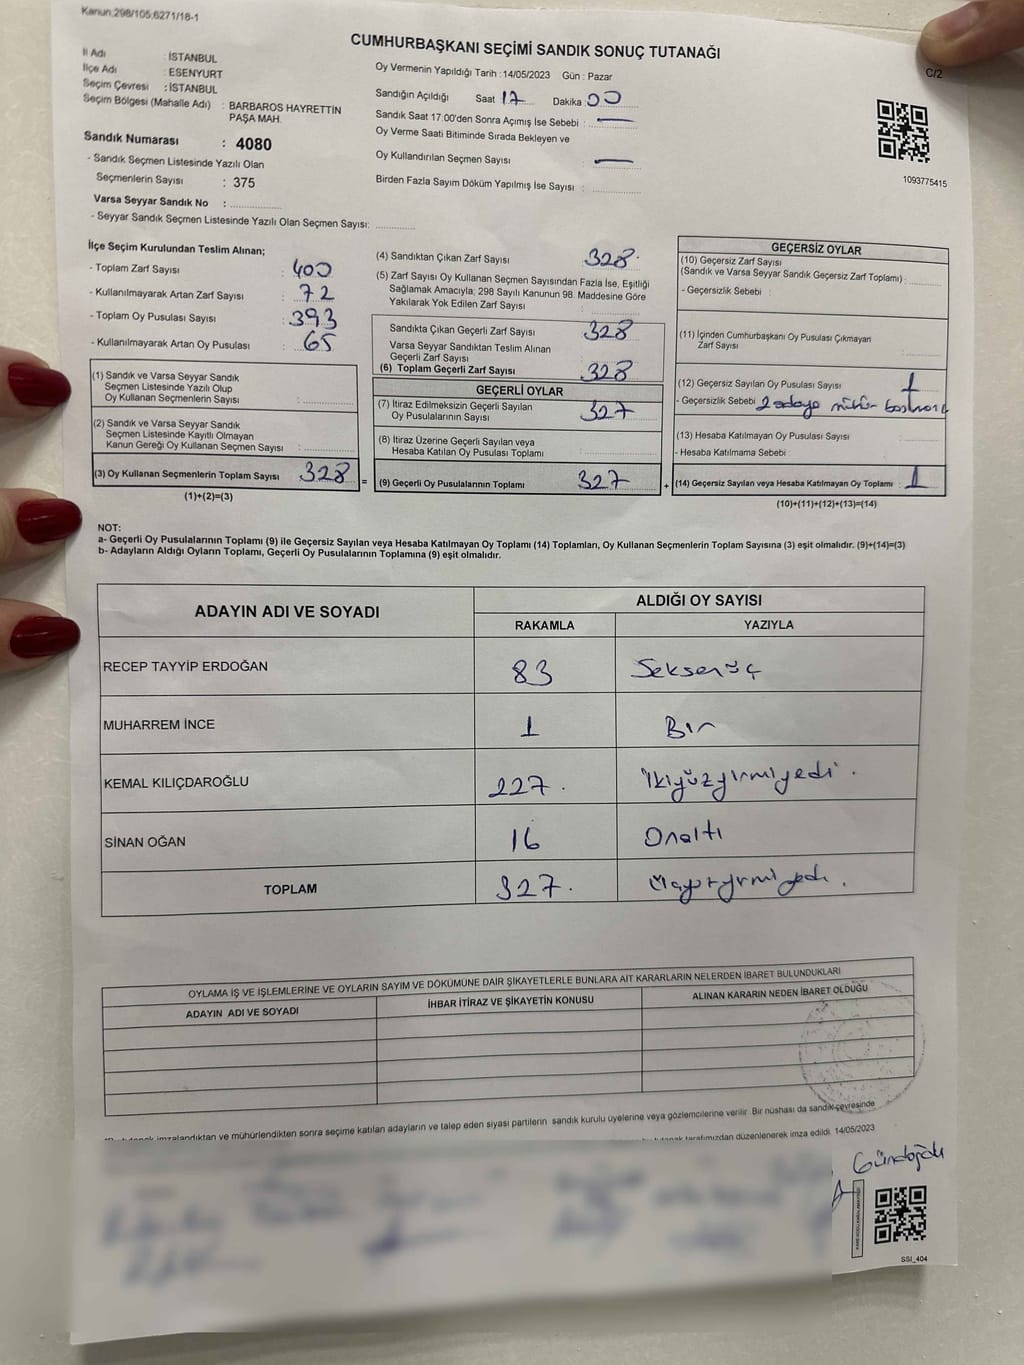 Kanun:298/105;6271/18-1
C/2
CUMHURBAŞKANI SEÇİMİ SANDIK SONUÇ TUTANAĞI
İl Adı : İSTANBUL
İlçe Adı : ESENYURT
Seçim Çevresi : İSTANBUL
Seçim Bölgesi (Mahalle Adı) : BARBAROS HAYRETTİN
PAŞA MAH.
Sandık Numarası : 4080
- Sandık Seçmen Listesinde Yazılı Olan
Seçmenlerin Sayısı : 375
Varsa Seyyar Sandık No :
- Seyyar Sandık Seçmen Listesinde Yazılı Olan Seçmen Sayısı:
Oy Vermenin Yapıldığı Tarih : 14/05/2023 Gün : Pazar
Sandığın Açıldığı Saat 17 Dakika 00
Sandık Saat 17:00'den Sonra Açımış İse Sebebi : —
Oy Verme Saati Bitiminde Sırada Bekleyen ve
Oy Kullandırılan Seçmen Sayısı : —
Birden Fazla Sayım Döküm Yapılmış İse Sayısı :
1093775415
İlçe Seçim Kurulundan Teslim Alınan;
- Toplam Zarf Sayısı : 400
- Kullanılmayarak Artan Zarf Sayısı : 72
- Toplam Oy Pusulası Sayısı : 393
- Kullanılmayarak Artan Oy Pusulası : 65
(1) Sandık ve Varsa Seyyar Sandık
Seçmen Listesinde Yazılı Olup
Oy Kullanan Seçmenlerin Sayısı :
(2) Sandık ve Varsa Seyyar Sandık
Seçmen Listesinde Kayıtlı Olmayan
Kanun Gereği Oy Kullanan Seçmen Sayısı :
(3) Oy Kullanan Seçmenlerin Toplam Sayısı : 328
(1)+(2)=(3)
=
(4) Sandıktan Çıkan Zarf Sayısı : 328
(5) Zarf Sayısı Oy Kullanan Seçmen Sayısından Fazla İse, Eşitliği
Sağlamak Amacıyla; 298 Sayılı Kanunun 98. Maddesine Göre
Yakılarak Yok Edilen Zarf Sayısı :
Sandıkta Çıkan Geçerli Zarf Sayısı : 328
Varsa Seyyar Sandıktan Teslim Alınan
Geçerli Zarf Sayısı :
(6) Toplam Geçerli Zarf Sayısı : 328
GEÇERLİ OYLAR
(7) İtiraz Edilmeksizin Geçerli Sayılan
Oy Pusulalarının Sayısı : 327
(8) İtiraz Üzerine Geçerli Sayılan veya
Hesaba Katılan Oy Pusulası Toplamı :
(9) Geçerli Oy Pusulalarının Toplamı : 327
+
GEÇERSİZ OYLAR
(10) Geçersiz Zarf Sayısı
(Sandık ve Varsa Seyyar Sandık Geçersiz Zarf Toplamı) :
- Geçersizlik Sebebi :
(11) İçinden Cumhurbaşkanı Oy Pusulası Çıkmayan
Zarf Sayısı :
(12) Geçersiz Sayılan Oy Pusulası Sayısı : 1
- Geçersizlik Sebebi : 2 adaya mühür
(13) Hesaba Katılmayan Oy Pusulası Sayısı :
- Hesaba Katılmama Sebebi :
(14) Geçersiz Sayılan veya Hesaba Katılmayan Oy Toplamı : 1
(10)+(11)+(12)+(13)=(14)
NOT:
a- Geçerli Oy Pusulalarının Toplamı (9) ile Geçersiz Sayılan veya Hesaba Katılmayan Oy Toplamı (14) Toplamları, Oy Kullanan Seçmenlerin Toplam Sayısına (3) eşit olmalıdır. (9)+(14)=(3)
b- Adayların Aldığı Oyların Toplamı, Geçerli Oy Pusulalarının Toplamına (9) eşit olmalıdır.
ADAYIN ADI VE SOYADI ALDIĞI OY SAYISI
RAKAMLA YAZIYLA
RECEP TAYYİP ERDOĞAN 83 Seksenüç
MUHARREM İNCE 1 Bir
KEMAL KILIÇDAROĞLU 227. İkiyüzyirmiyedi.
SİNAN OĞAN 16 Onaltı
TOPLAM 327. Üçyüzyirmiyedi.
OYLAMA İŞ VE İŞLEMLERİNE VE OYLARIN SAYIM VE DÖKÜMÜNE DAİR ŞİKAYETLERLE BUNLARA AİT KARARLARIN NELERDEN İBARET BULUNDUKLARI
ADAYIN ADI VE SOYADI İHBAR İTİRAZ VE ŞİKAYETİN KONUSU ALINAN KARARIN NEDEN İBARET OLDUĞU
imzalandıktan ve mühürlendikten sonra seçime katılan adayların ve talep eden siyasi partilerin sandık kurulu üyelerine veya gözlemcilerine verilir. Bir nüshası da sandık çevresinde
tutanak tarafımızdan düzenlenerek imza edildi. 14/05/2023
Gündoğdu
SSI_404